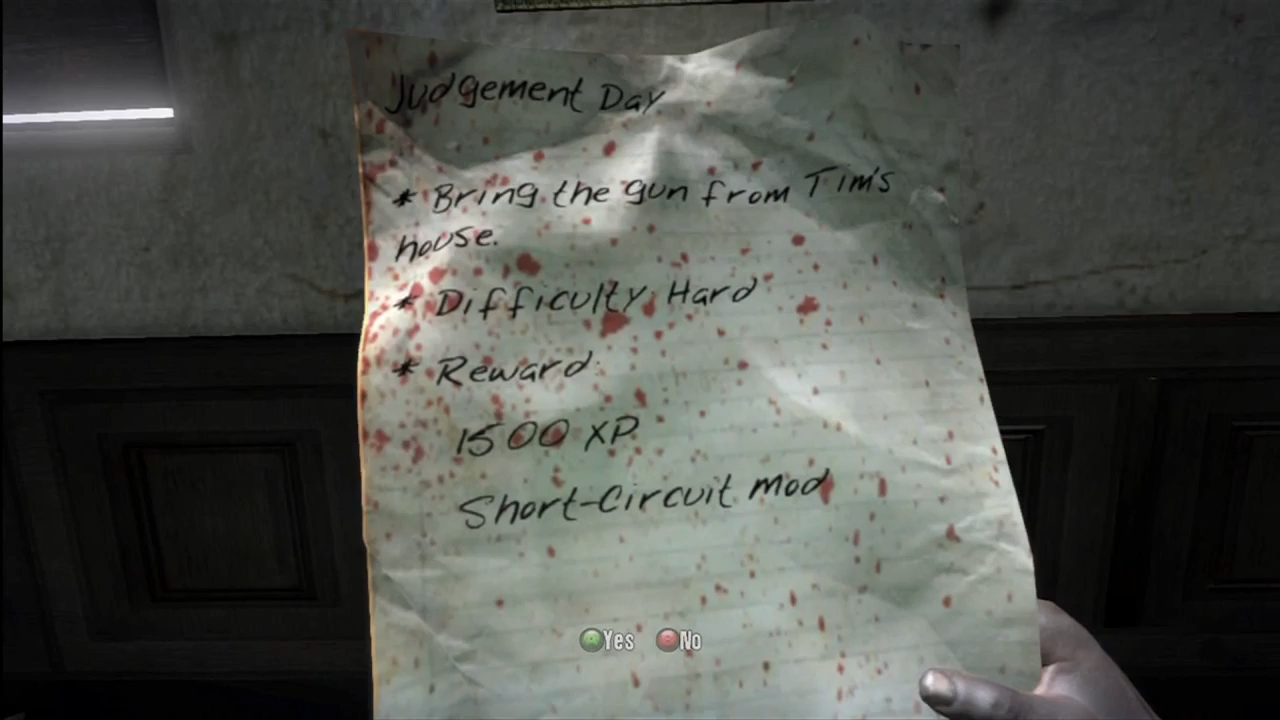 Judgement Day
* Bring the gun from Tim's
house.
* Difficulty: Hard
* Reward:
1500 XP
Short-Circuit mod
Yes No